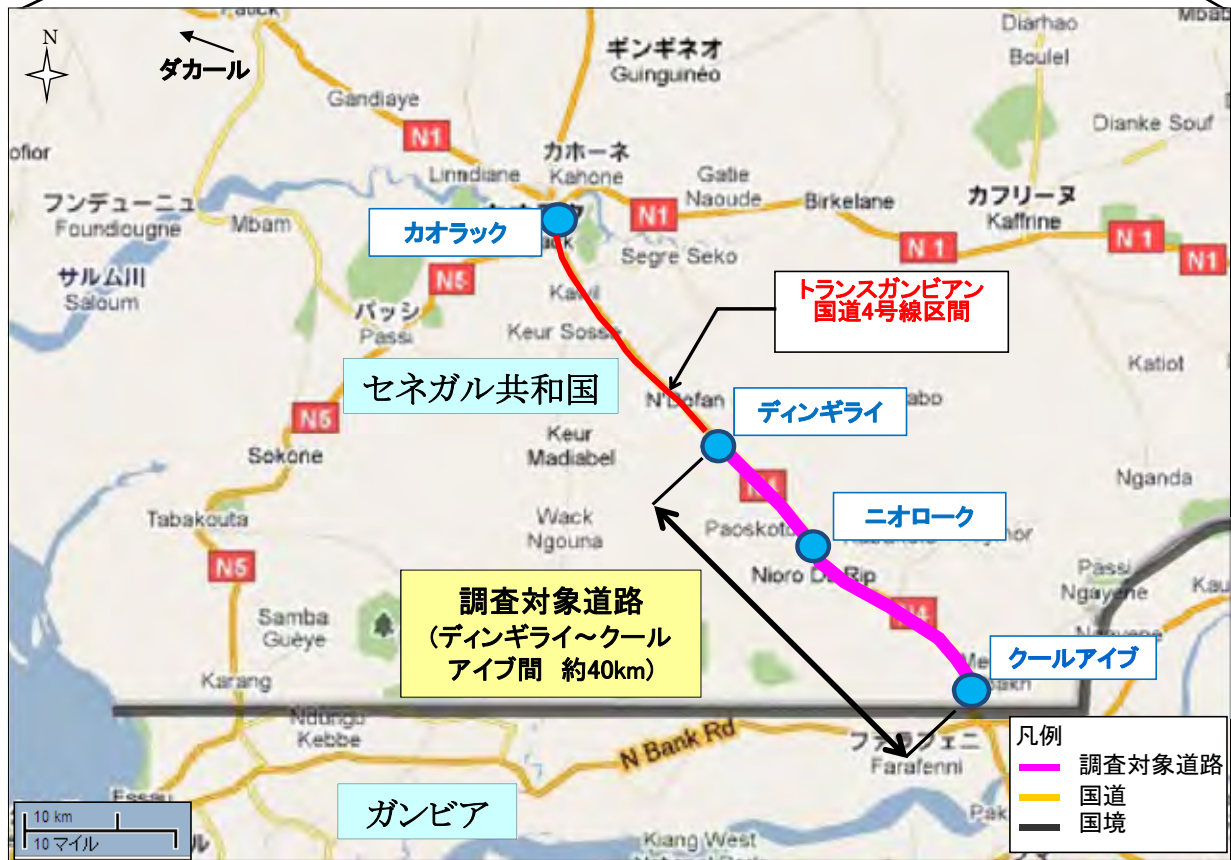 N
ダカール
ギンギネオ
Guinguinéo
Diarhao
Boulel
Gandiaye
N1
Dianke Souf
カホーネ
Kahone
Linndiane
Gatie
Naoude
フンデューニュ
Foundiougne
Mbam
カオラック
N1
Birkelane
カフリーヌ
Kaffrine
N 1
N 1
N1
Segre Seko
サルム川
Saloum
N5
Kawil
パッシ
Passi
Keur Sosse
トランスガンビアン
国道4号線区間
Katiot
セネガル共和国
N'Dofan
ディンギライ
N5
Sokone
Keur
Madiabel
Nganda
Tabakouta
Wack
Ngouna
Paoskoto
ニオローク
N5
Nioro Du Rip
Passi
Ngayene
調査対象道路
(ディンギライ~クール
アイブ間 約40km)
Samba
Guèye
N4
クールアイブ
Karang
Ndungu
Kebbe
N Bank Rd
ファラフェニ
Farafenni
凡例
調査対象道路
国道
国境
ガンビア
10 km
10 マイル
Kiang West